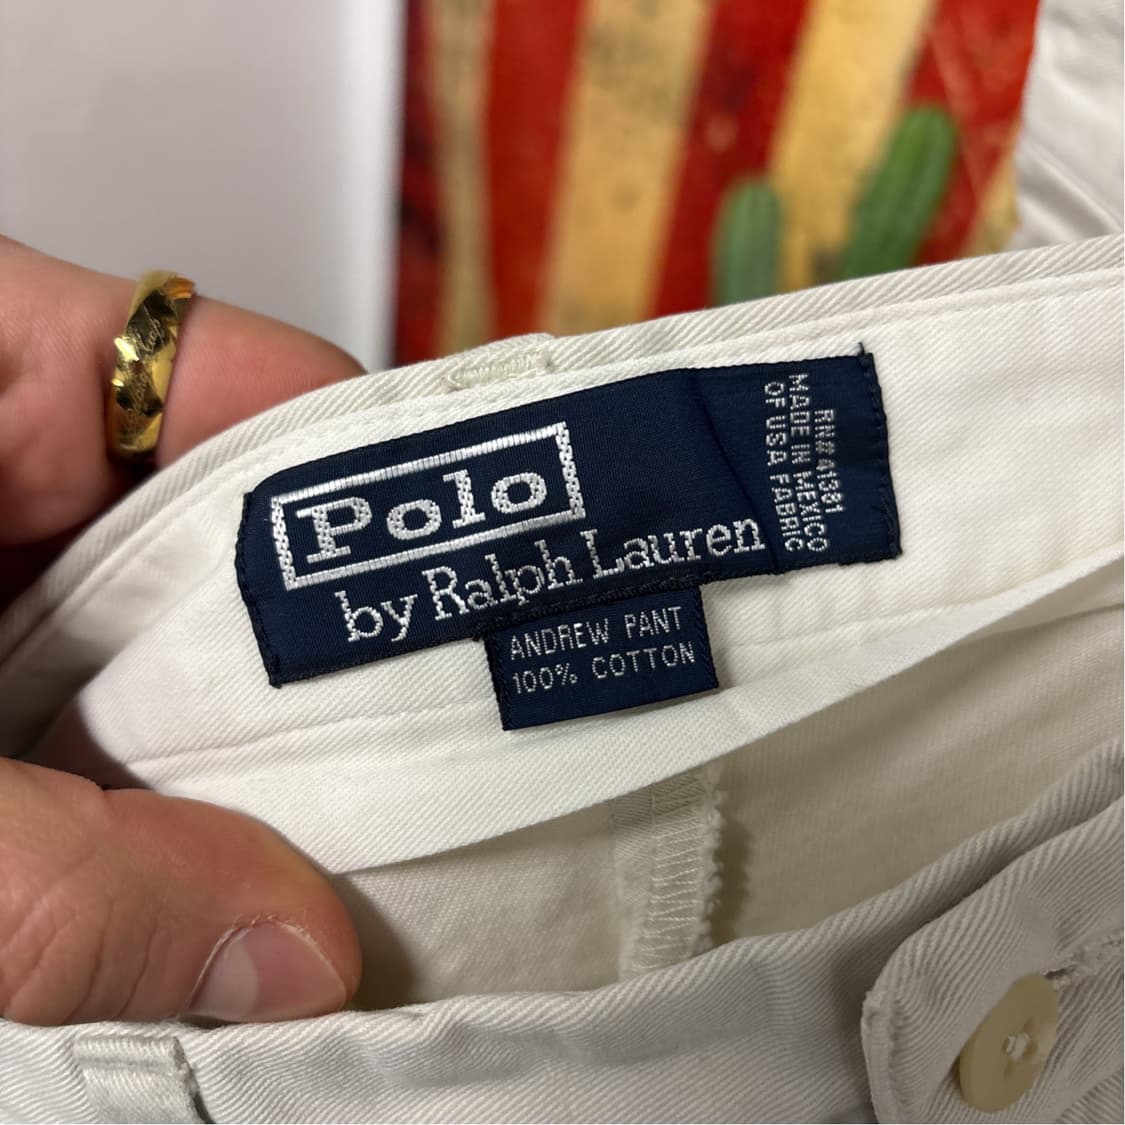 Polo
by Ralph Lauren
RN#41381
MADE IN MEXICO
OF USA FABRIC
ANDREW PANT
100% COTTON